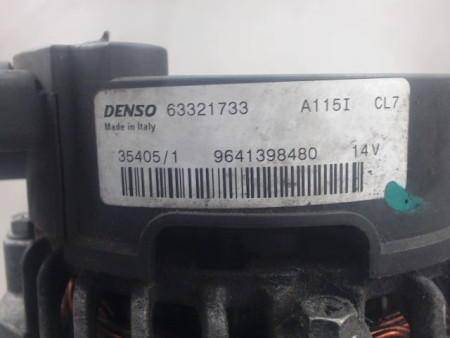 DENSO 63321733 A115I CL7
Made in Italy
35405/1 9641398480 14V